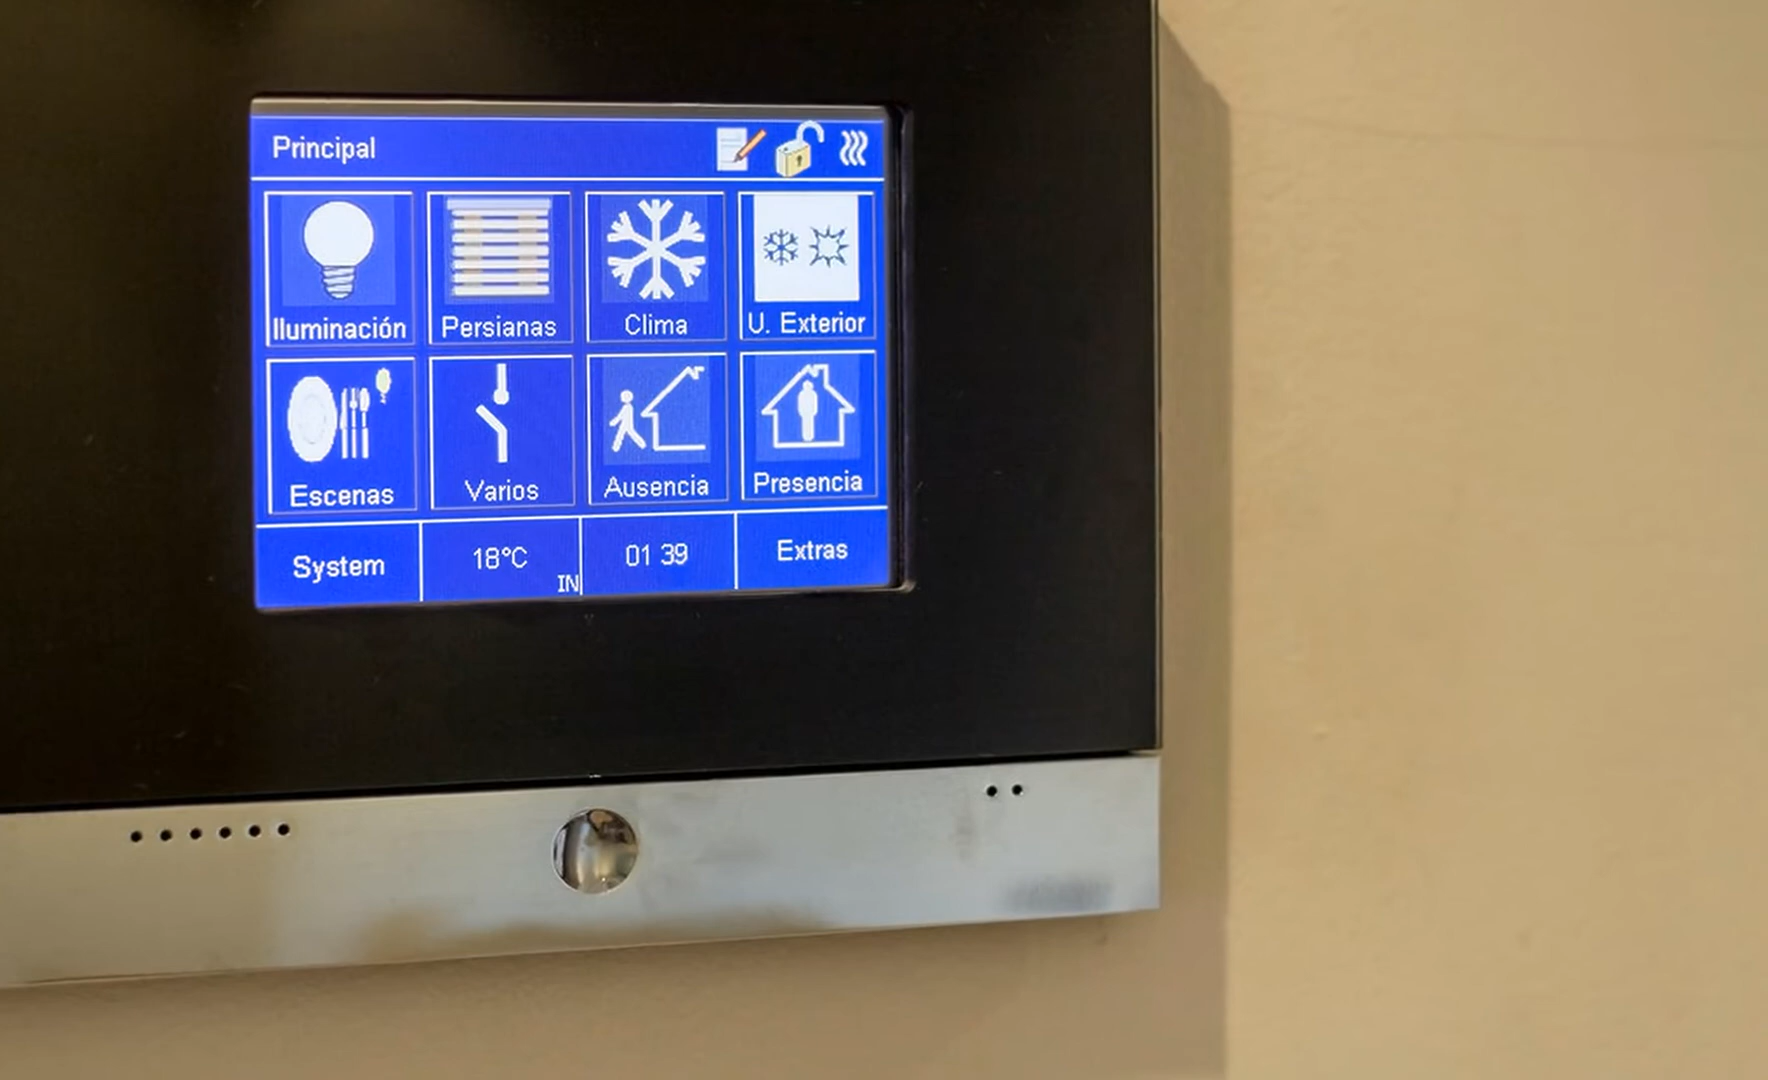 Principal
Iluminación
Persianas
Clima
U. Exterior
Escenas
Varios
Ausencia
Presencia
System
18°C
IN
01 39
Extras